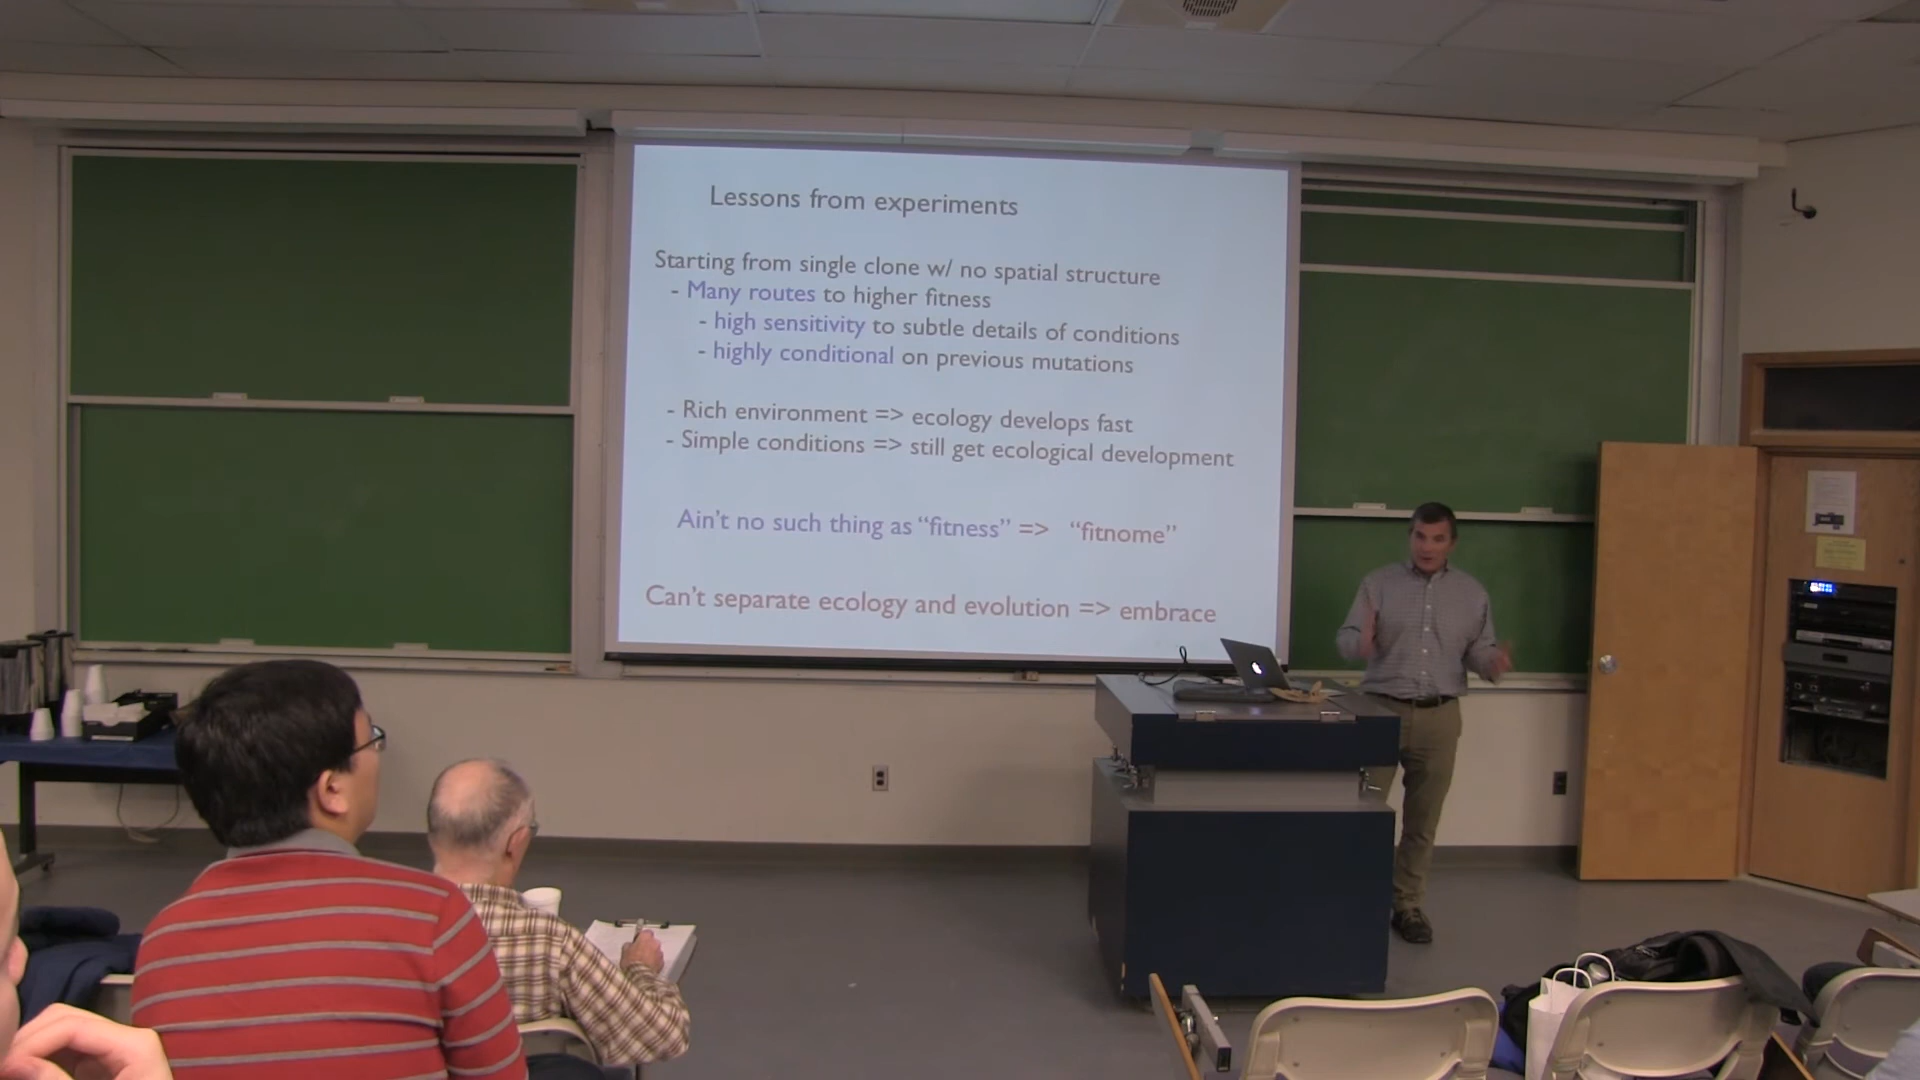 Lessons from experiments
Starting from single clone w/ no spatial structure
- Many routes to higher fitness
- high sensitivity to subtle details of conditions
- highly conditional on previous mutations
- Rich environment => ecology develops fast
- Simple conditions => still get ecological development
Ain't no such thing as “fitness” => “fitnome”
Can't separate ecology and evolution => embrace